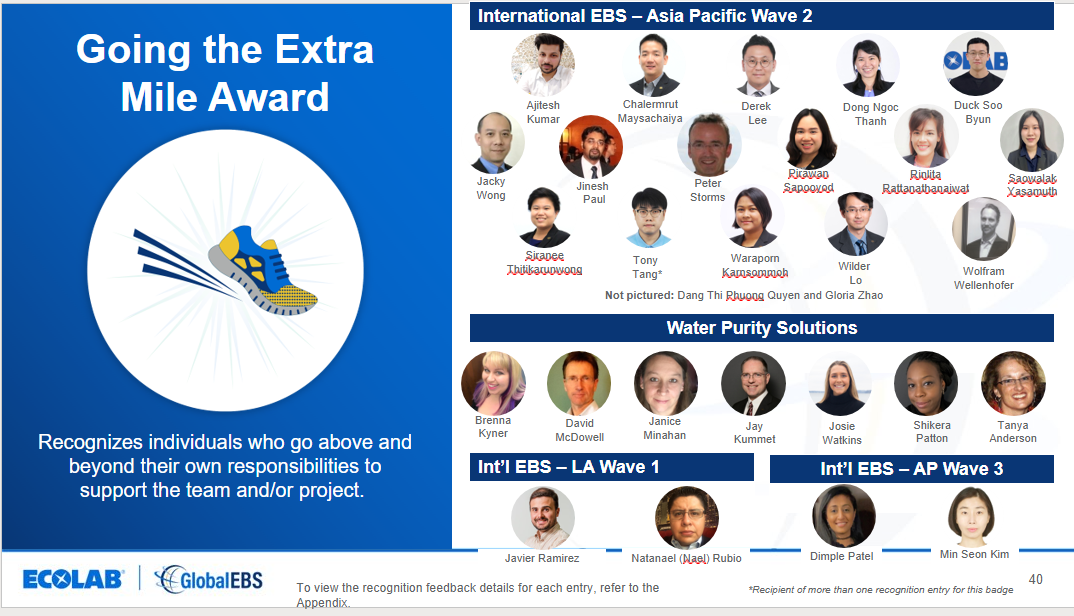 Going the Extra
Mile Award
Recognizes individuals who go above and
beyond their own responsibilities to
support the team and/or project.
International EBS – Asia Pacific Wave 2
ECOLAB
Ajitesh
Kumar
Chalermrut
Maysachaiya
Derek
Lee
Dong Ngoc
Thanh
Duck Soo
Byun
Jacky
Wong
Jinesh
Paul
Peter
Storms
Pirawan
Sapoovod
Rinlita
Rattanathanaiwat
Saowalak
Yasamuth
Siranee
Thitikarunwong
Tony
Tang*
Waraporn
Karnsommoh
Wilder
Lo
Wolfram
Wellenhofer
Not pictured: Dang Thi Phuong Quyen and Gloria Zhao
Water Purity Solutions
Brenna
Kyner
David
McDowell
Janice
Minahan
Jay
Kummet
Josie
Watkins
Shikera
Patton
Tanya
Anderson
Int'l EBS – LA Wave 1
Javier Ramirez
Natanael (Nael) Rubio
Int'l EBS – AP Wave 3
Dimple Patel
Min Seon Kim
ECOLAB®
GlobalEBS
To view the recognition feedback details for each entry, refer to the
Appendix.
*Recipient of more than one recognition entry for this badge
40